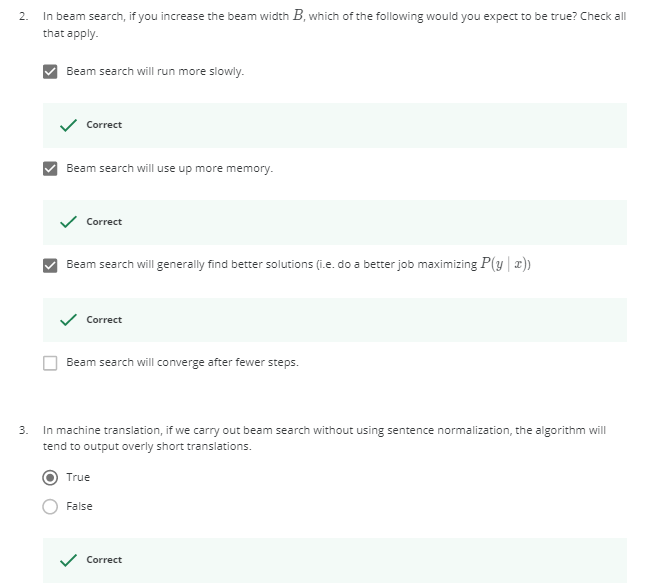 2. In beam search, if you increase the beam width B, which of the following would you expect to be true? Check all
that apply.
Beam search will run more slowly.
Correct
Beam search will use up more memory.
Correct
Beam search will generally find better solutions (i.e. do a better job maximizing P(y | x))
Correct
Beam search will converge after fewer steps.
3. In machine translation, if we carry out beam search without using sentence normalization, the algorithm will
tend to output overly short translations.
True
False
Correct